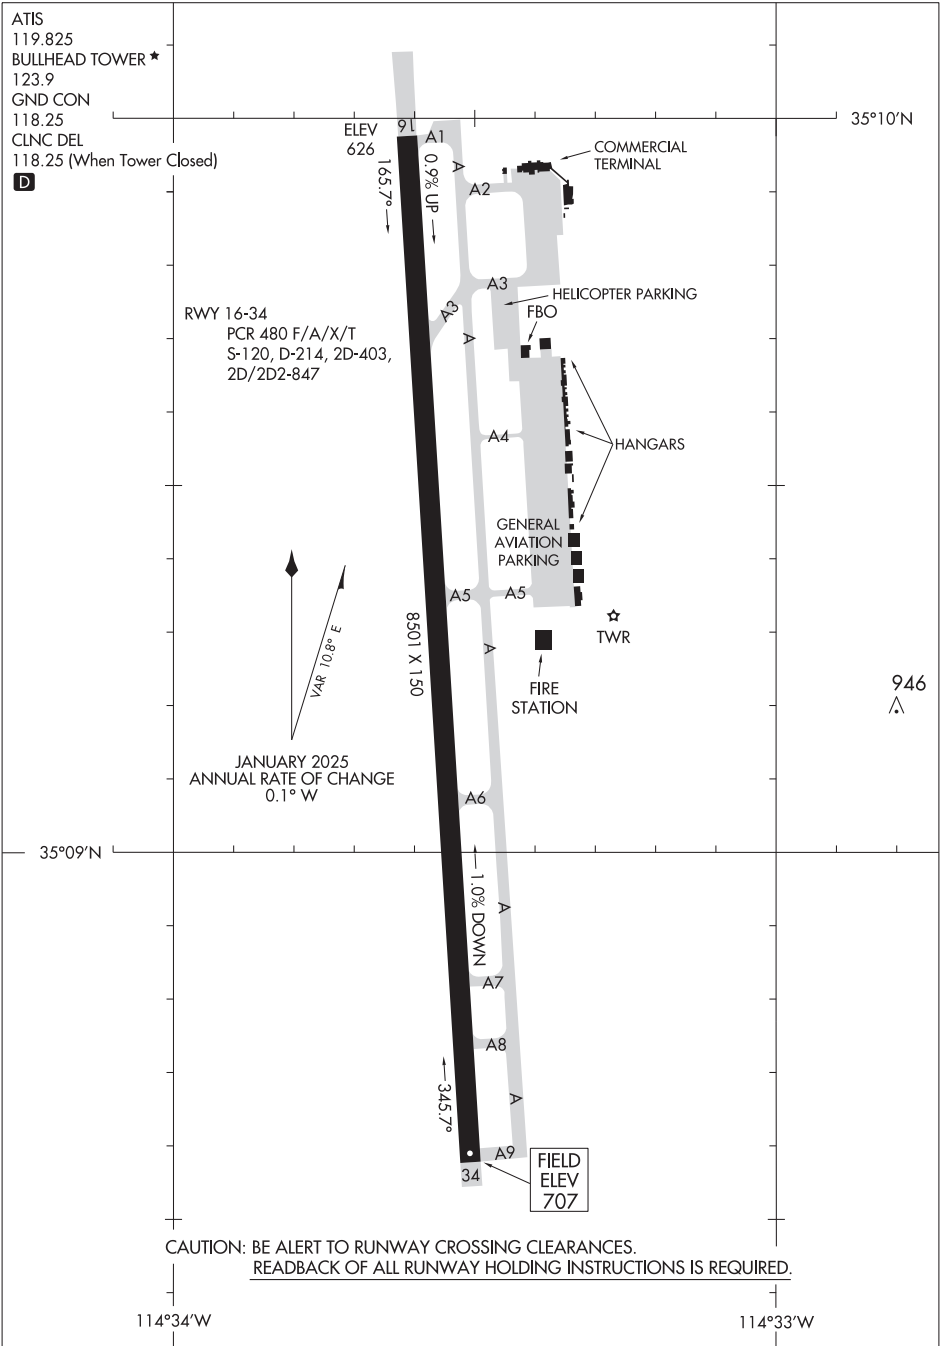 ATIS
119.825
BULLHEAD TOWER ★
123.9
GND CON
118.25
CLNC DEL
118.25 (When Tower Closed)
D
35°10'N
ELEV
626
16
A1
165.7°
0.9% UP
A
A2
COMMERCIAL
TERMINAL
A3
HELICOPTER PARKING
FBO
A3
A
RWY 16-34
PCR 480 F/A/X/T
S-120, D-214, 2D-403,
2D/2D2-847
A4
HANGARS
GENERAL
AVIATION
PARKING
A5
A5
TWR
8501 X 150
A
VAR 10.8° E
FIRE
STATION
946
JANUARY 2025
ANNUAL RATE OF CHANGE
0.1° W
A6
35°09'N
1.0% DOWN
A
A7
A8
345.7°
A
A9
34
FIELD
ELEV
707
CAUTION: BE ALERT TO RUNWAY CROSSING CLEARANCES.
READBACK OF ALL RUNWAY HOLDING INSTRUCTIONS IS REQUIRED.
114°34'W
114°33'W